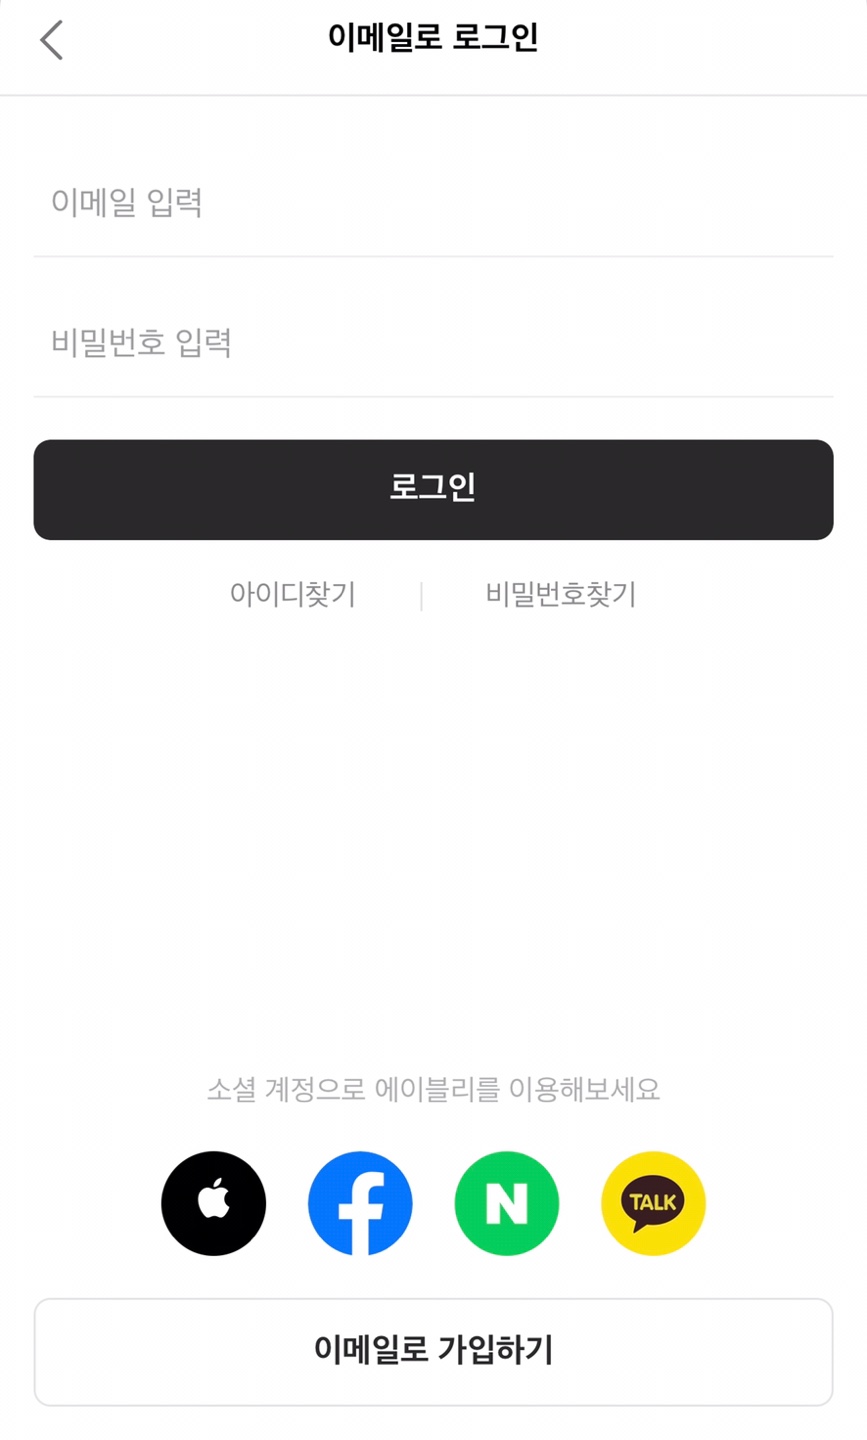 이메일로 로그인
이메일 입력
비밀번호 입력
로그인
아이디찾기 | 비밀번호찾기
소셜 계정으로 에이블리를 이용해보세요
N TALK
이메일로 가입하기